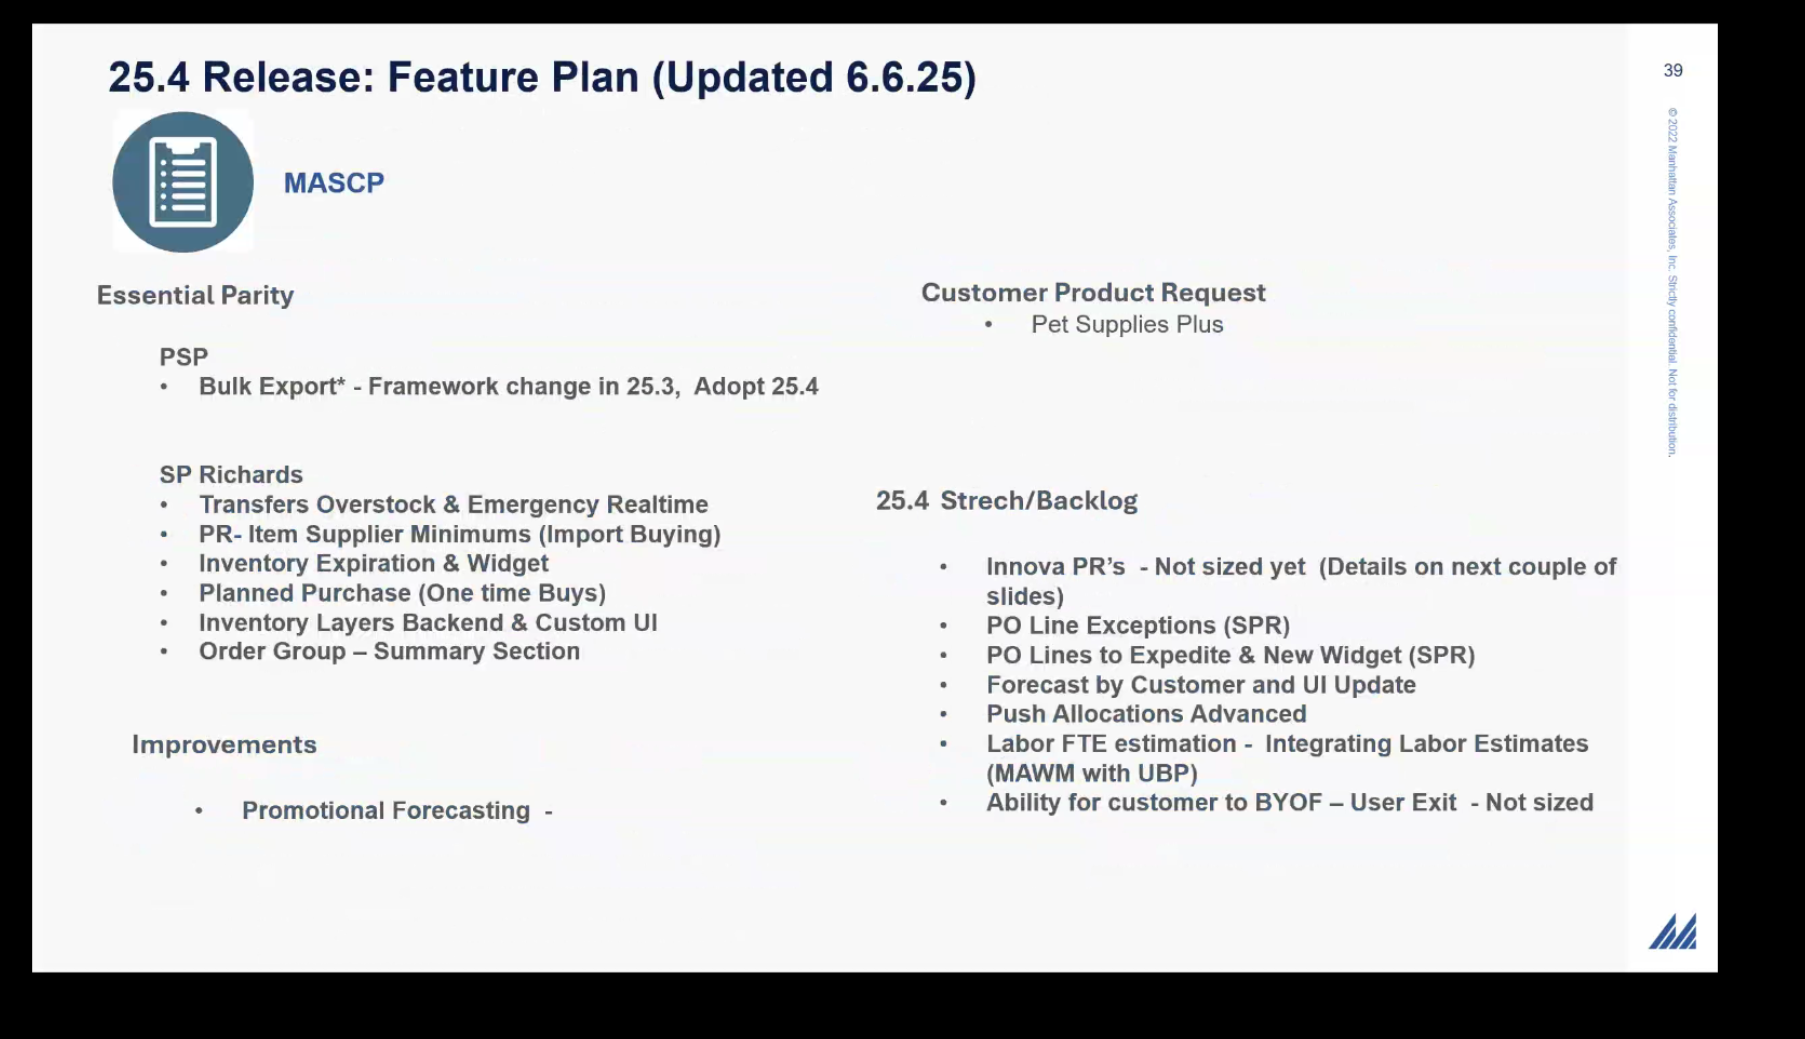 25.4 Release: Feature Plan (Updated 6.6.25)
39
MASCP
Essential Parity
PSP
• Bulk Export* - Framework change in 25.3, Adopt 25.4
SP Richards
• Transfers Overstock & Emergency Realtime
• PR- Item Supplier Minimums (Import Buying)
• Inventory Expiration & Widget
• Planned Purchase (One time Buys)
• Inventory Layers Backend & Custom UI
• Order Group – Summary Section
Improvements
• Promotional Forecasting -
Customer Product Request
• Pet Supplies Plus
25.4 Strech/Backlog
• Innova PR’s - Not sized yet (Details on next couple of
slides)
• PO Line Exceptions (SPR)
• PO Lines to Expedite & New Widget (SPR)
• Forecast by Customer and UI Update
• Push Allocations Advanced
• Labor FTE estimation - Integrating Labor Estimates
(MAWM with UBP)
• Ability for customer to BYOF – User Exit - Not sized
© 2022 Manhattan Associates, Inc. Strictly confidential. Not for distribution.